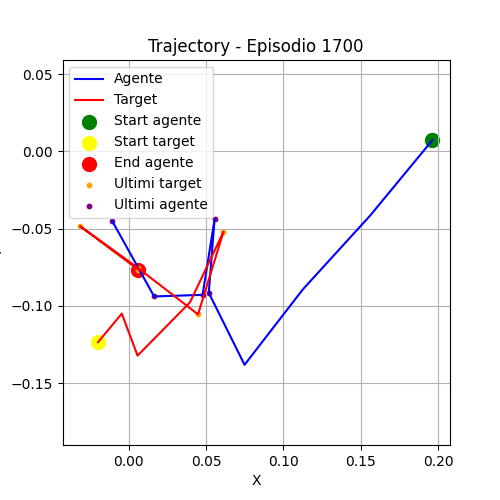 Trajectory - Episodio 1700
Agente
Target
Start agente
Start target
End agente
Ultimi target
Ultimi agente
0.05
0.00
−0.05
−0.10
−0.15
0.00
0.05
0.10
0.15
0.20
X